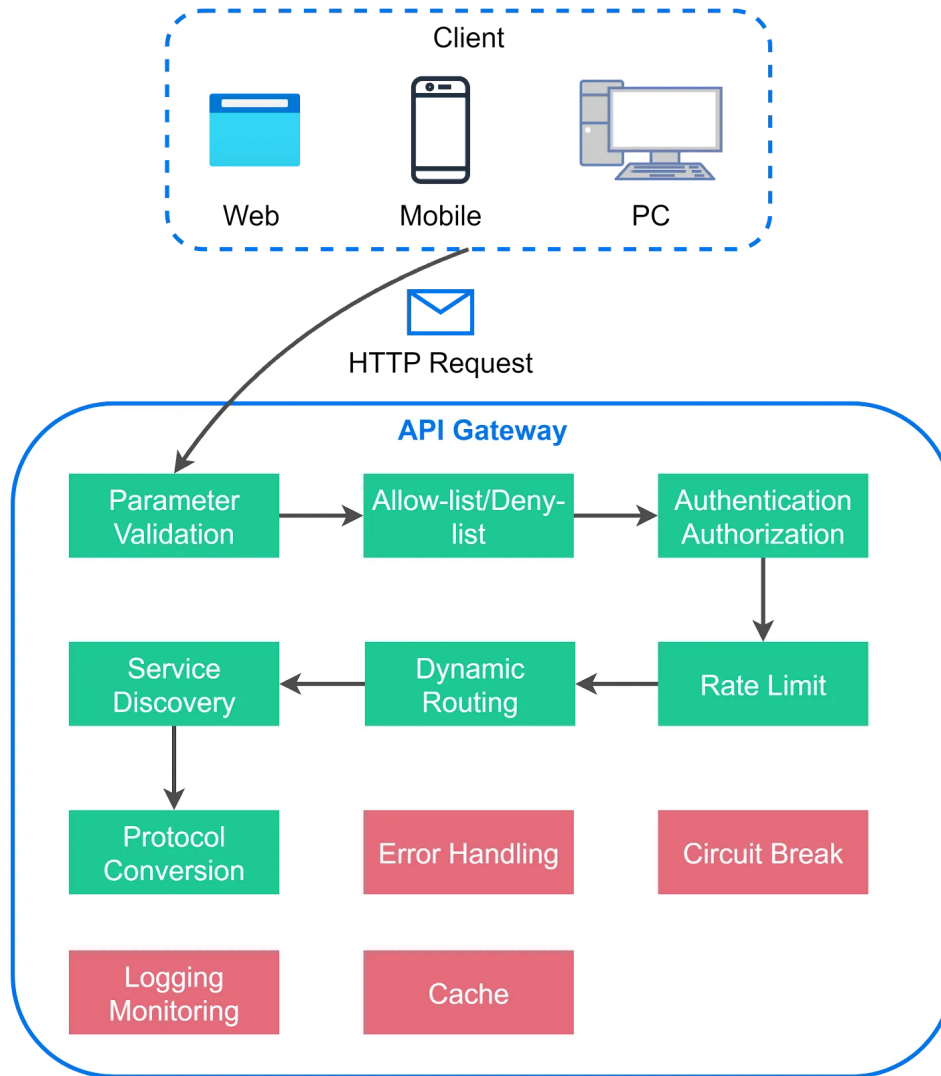 Client
Web
Mobile
PC
HTTP Request
API Gateway
Parameter
Validation
Allow-list/Deny-
list
Authentication
Authorization
Service
Discovery
Dynamic
Routing
Rate Limit
Protocol
Conversion
Error Handling
Circuit Break
Logging
Monitoring
Cache